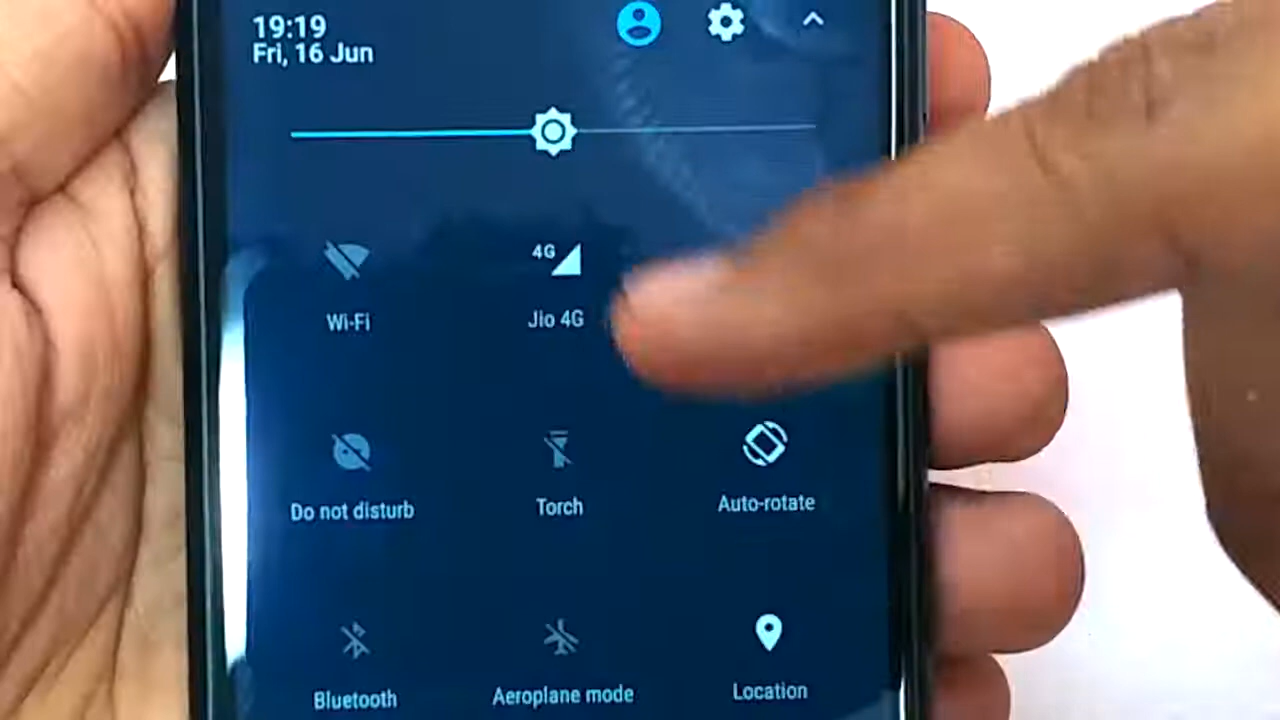 19:19
Fri, 16 Jun
4G
Wi-Fi
Jio 4G
Do not disturb
Torch
Auto-rotate
Bluetooth
Aeroplane mode
Location